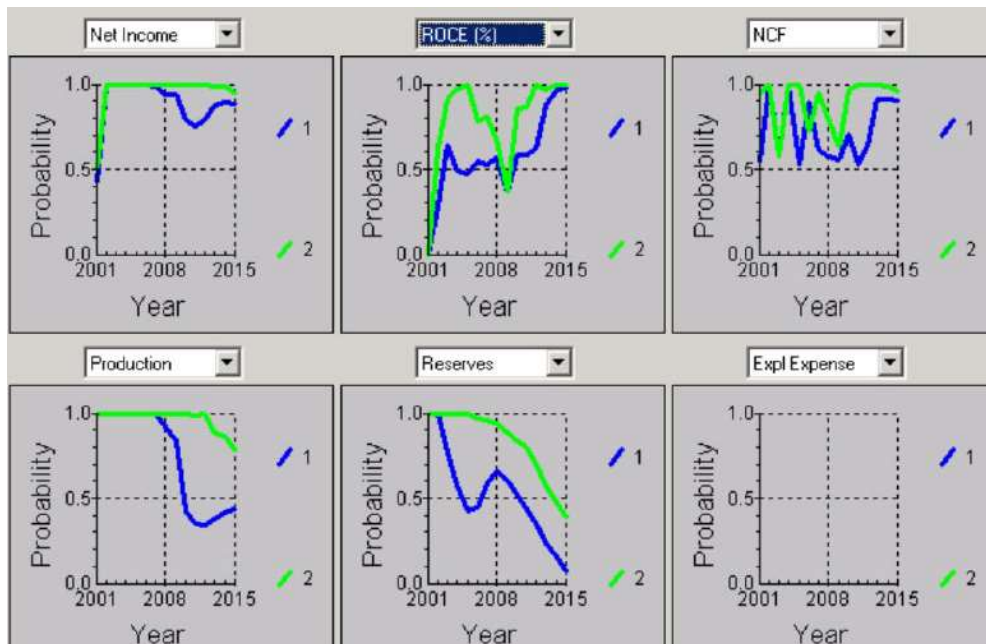 Net Income
ROCE (%)
NCF
Probability
1.0
0.5
0.0
2001 2008 2015
Year
1
2
Probability
1.0
0.5
0.0
2001 2008 2015
Year
1
2
Probability
1.0
0.5
0.0
2001 2008 2015
Year
1
2
Production
Reserves
Expl Expense
Probability
1.0
0.5
0.0
2001 2008 2015
Year
1
2
Probability
1.0
0.5
0.0
2001 2008 2015
Year
1
2
Probability
1.0
0.5
0.0
2001 2008 2015
Year
1
2